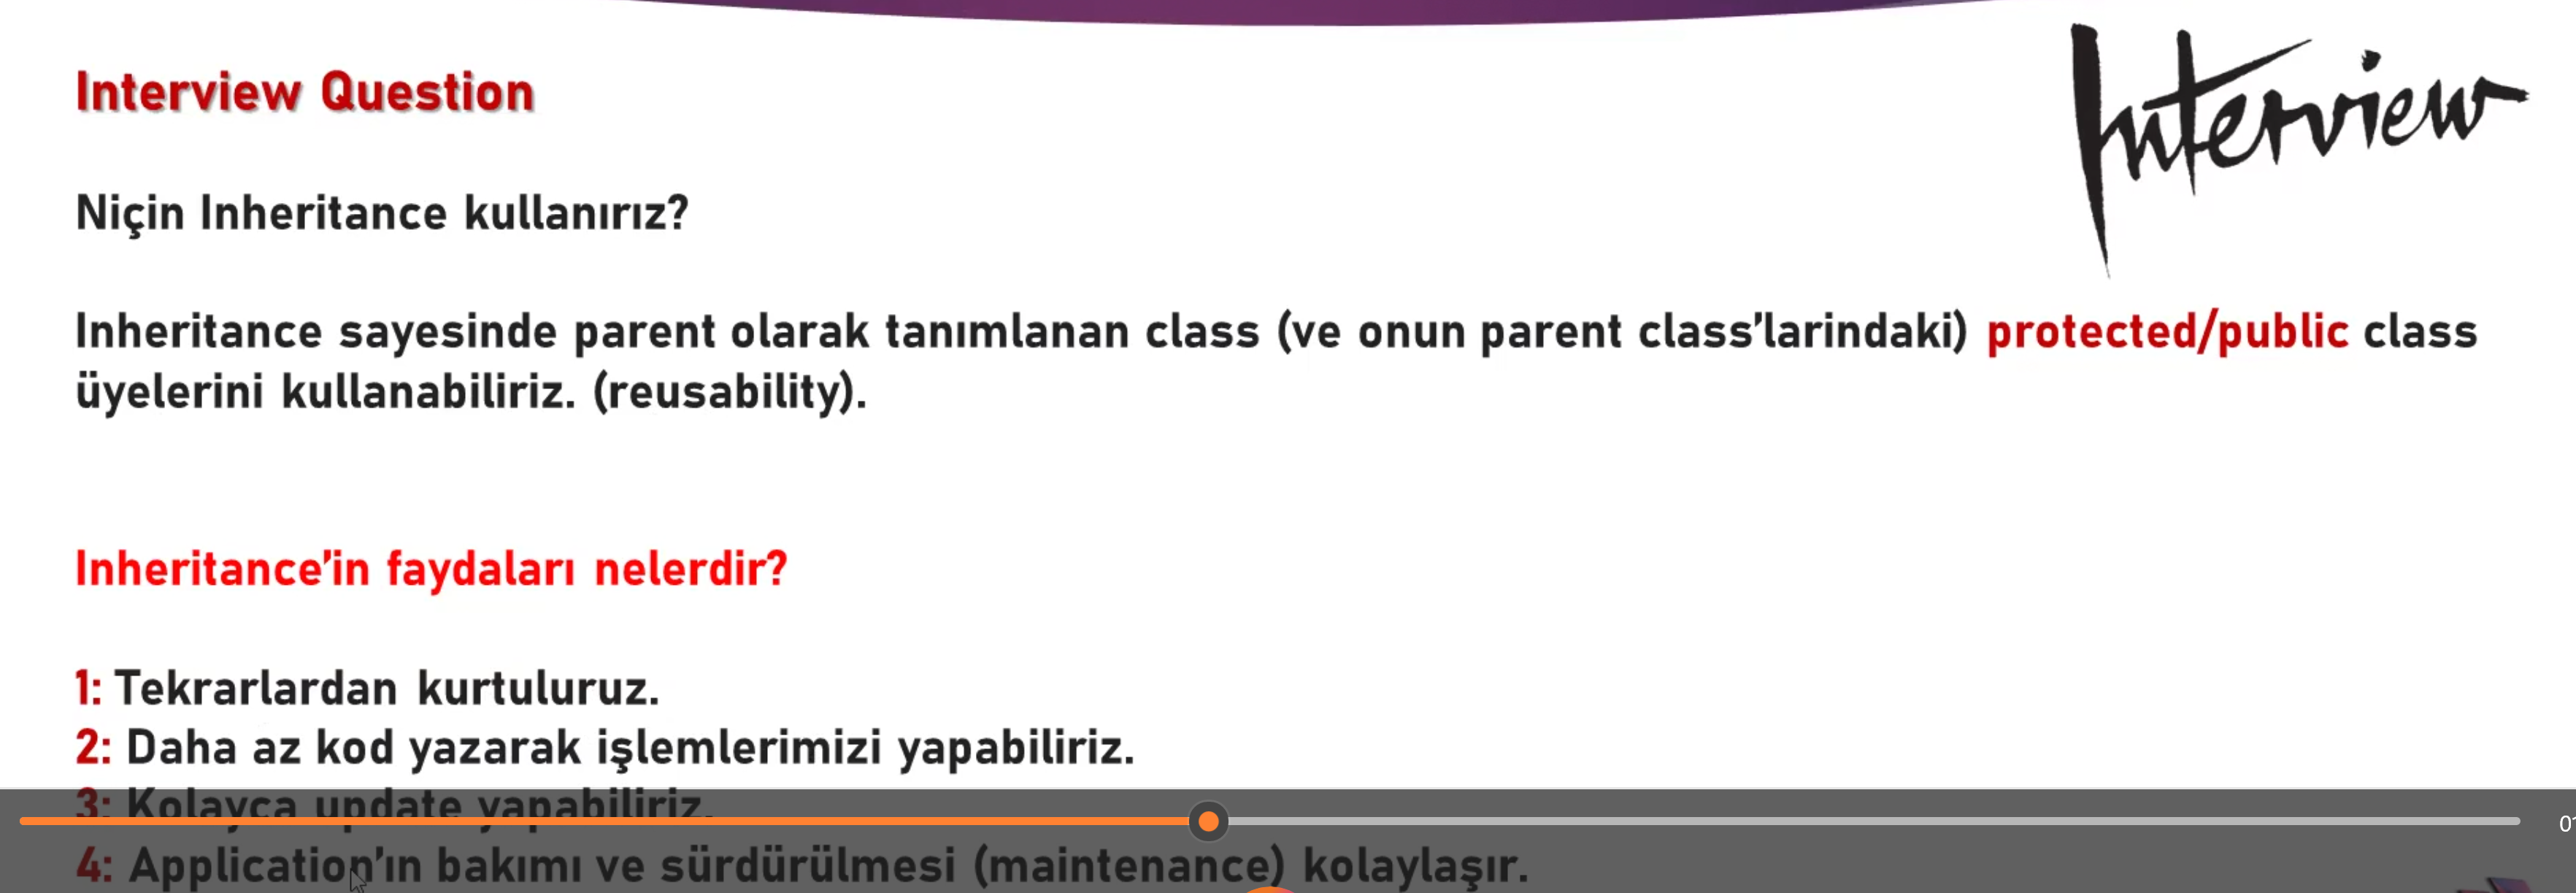 Interview Question
Interview
Niçin Inheritance kullanırız?
Inheritance sayesinde parent olarak tanımlanan class (ve onun parent class'larindaki) protected/public class
üyelerini kullanabiliriz. (reusability).
Inheritance'in faydaları nelerdir?
1: Tekrarlardan kurtuluruz.
2: Daha az kod yazarak işlemlerimizi yapabiliriz.
3: Kolayca update yapabiliriz.
4: Application'ın bakımı ve sürdürülmesi (maintenance) kolaylaşır.